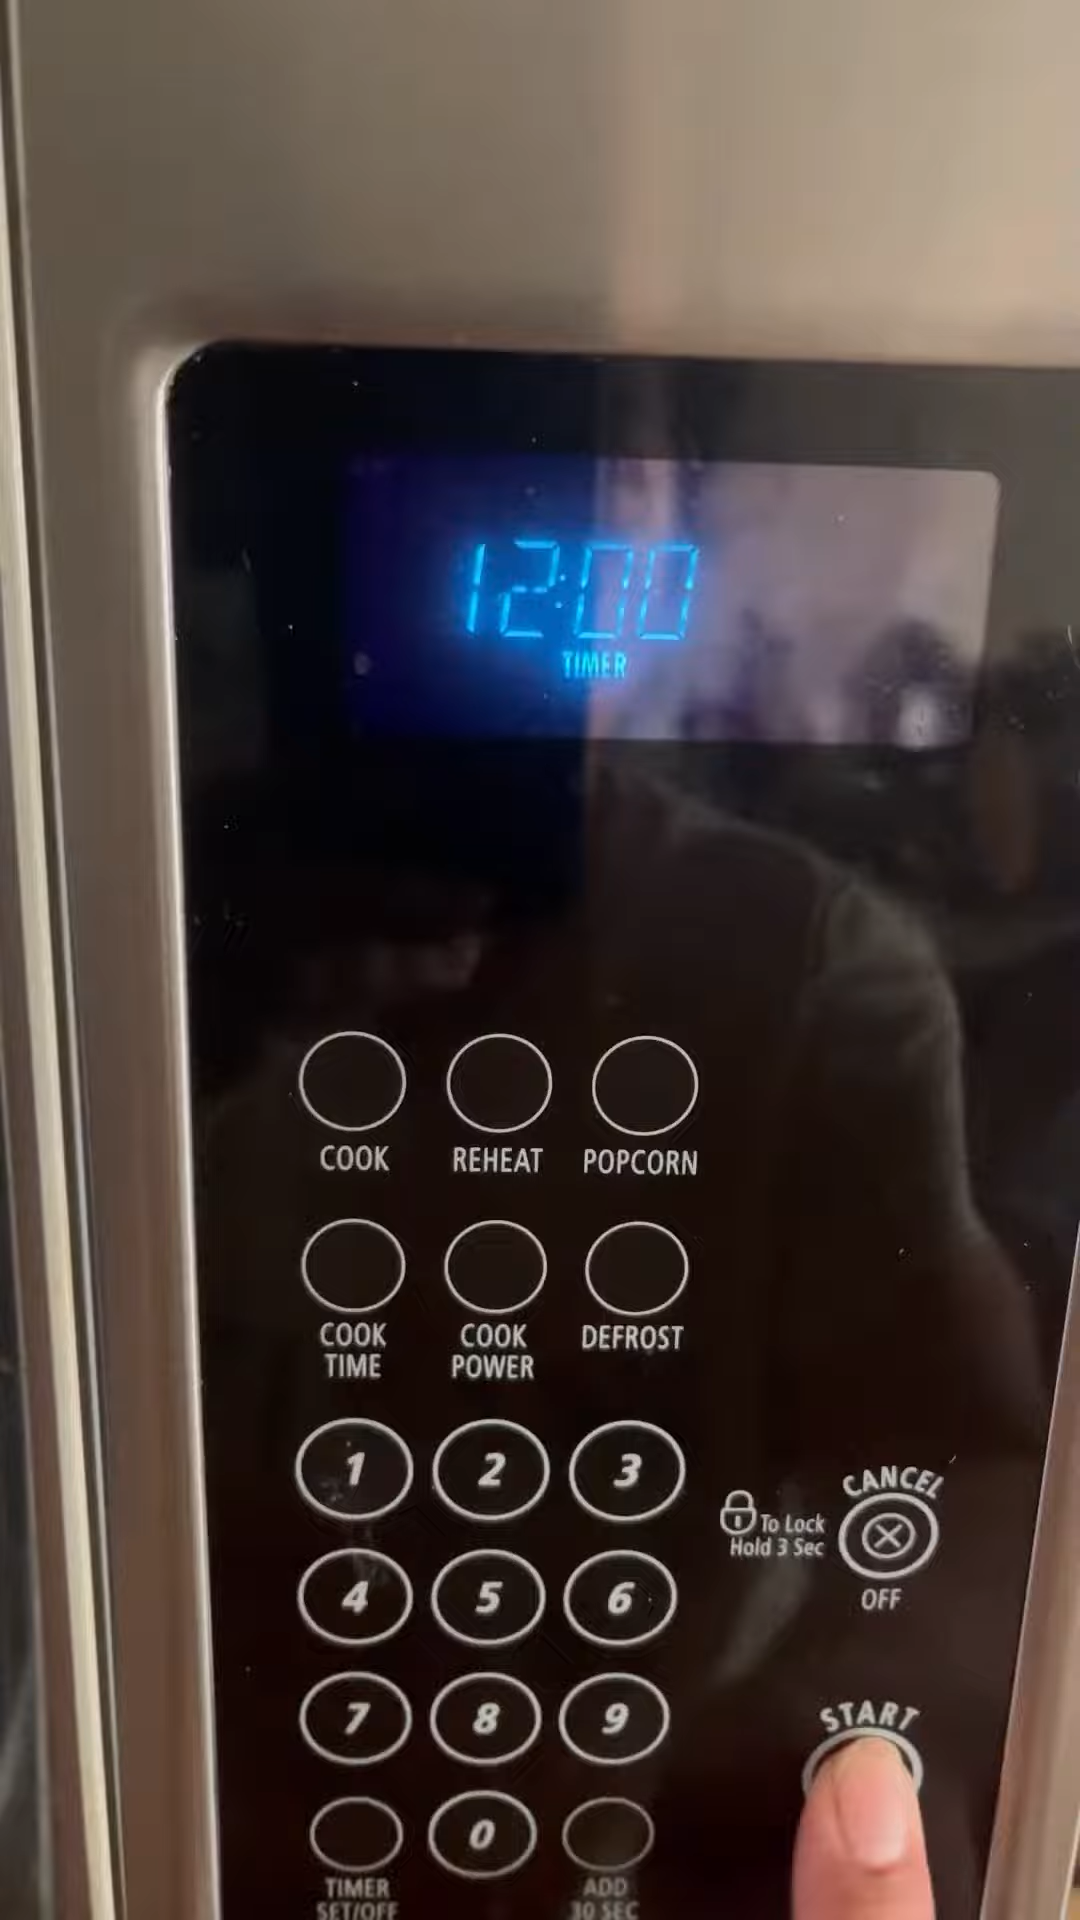 12:00
TIMER
COOK REHEAT POPCORN
COOK TIME
COOK POWER
DEFROST
1 2 3
4 5 6
7 8 9
0
TIMER SET/OFF
ADD 30 SEC
To Lock
Hold 3 Sec
CANCEL
OFF
START